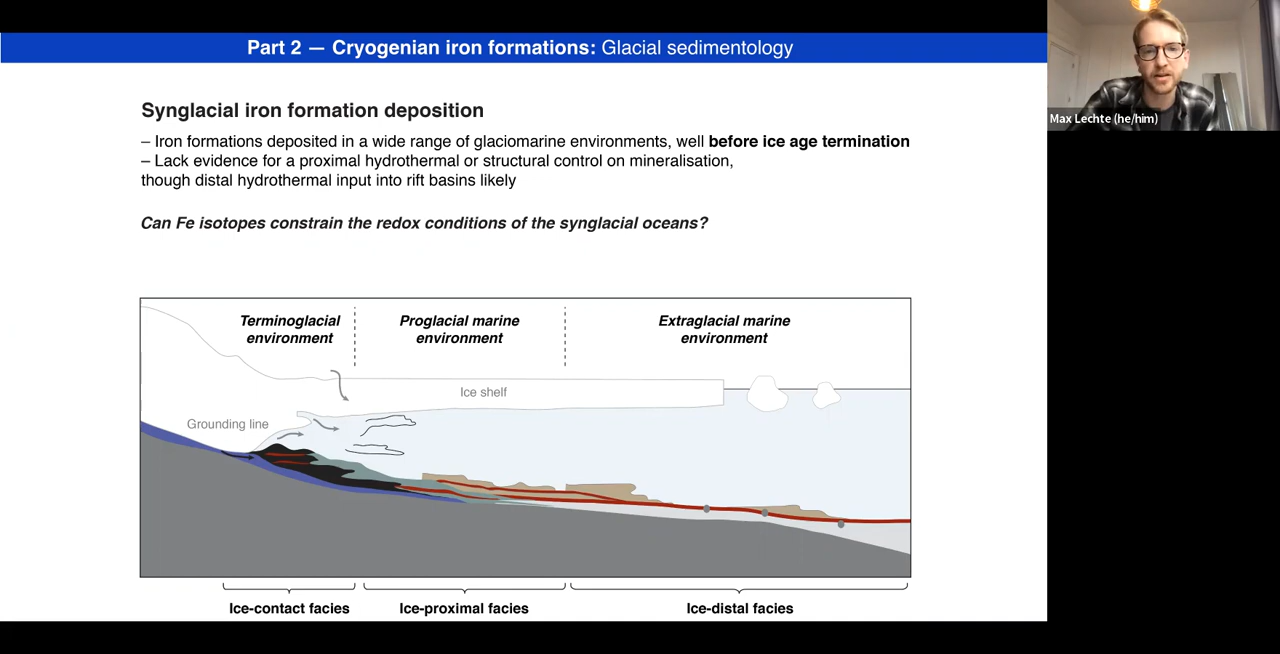 Part 2 — Cryogenian iron formations: Glacial sedimentology
Max Lechte (he/him)
Synglacial iron formation deposition
– Iron formations deposited in a wide range of glaciomarine environments, well before ice age termination
– Lack evidence for a proximal hydrothermal or structural control on mineralisation,
though distal hydrothermal input into rift basins likely
Can Fe isotopes constrain the redox conditions of the synglacial oceans?
Terminoglacial
environment
Proglacial marine
environment
Extraglacial marine
environment
Ice shelf
Grounding line
Ice-contact facies
Ice-proximal facies
Ice-distal facies